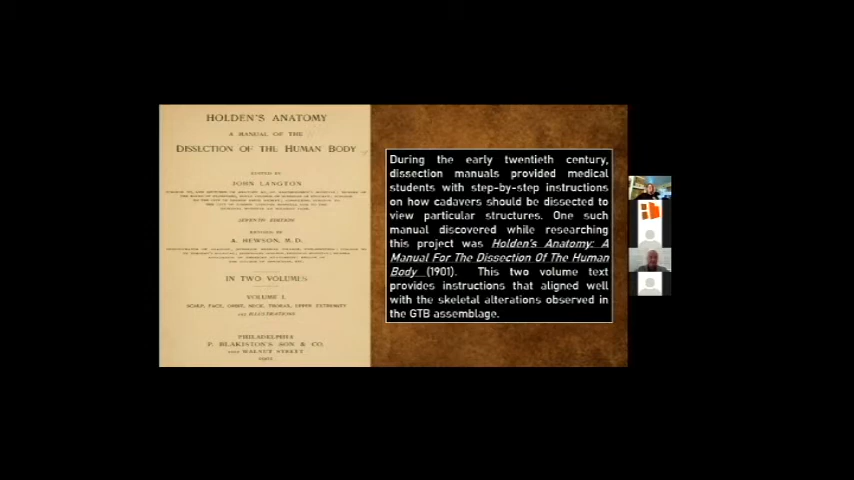 HOLDEN'S ANATOMY
A MANUAL OF THE
DISSECTION OF THE HUMAN BODY
EDITED BY
JOHN LANGTON
SEVENTH EDITION
REVISED BY
A. HEWSON, M.D.
IN TWO VOLUMES
VOLUME I.
SCALP, FACE, ORBIT, NECK, THORAX, UPPER EXTREMITY
ILLUSTRATIONS
PHILADELPHIA
P. BLAKISTON'S SON & CO.
1012 WALNUT STREET
1901
During the early twentieth century,
dissection manuals provided medical
students with step-by-step instructions
on how cadavers should be dissected to
view particular structures. One such
manual discovered while researching
this project was Holden's Anatomy: A
Manual For The Dissection Of The Human
Body (1901). This two volume text
provides instructions that aligned well
with the skeletal alterations observed in
the GTB assemblage.